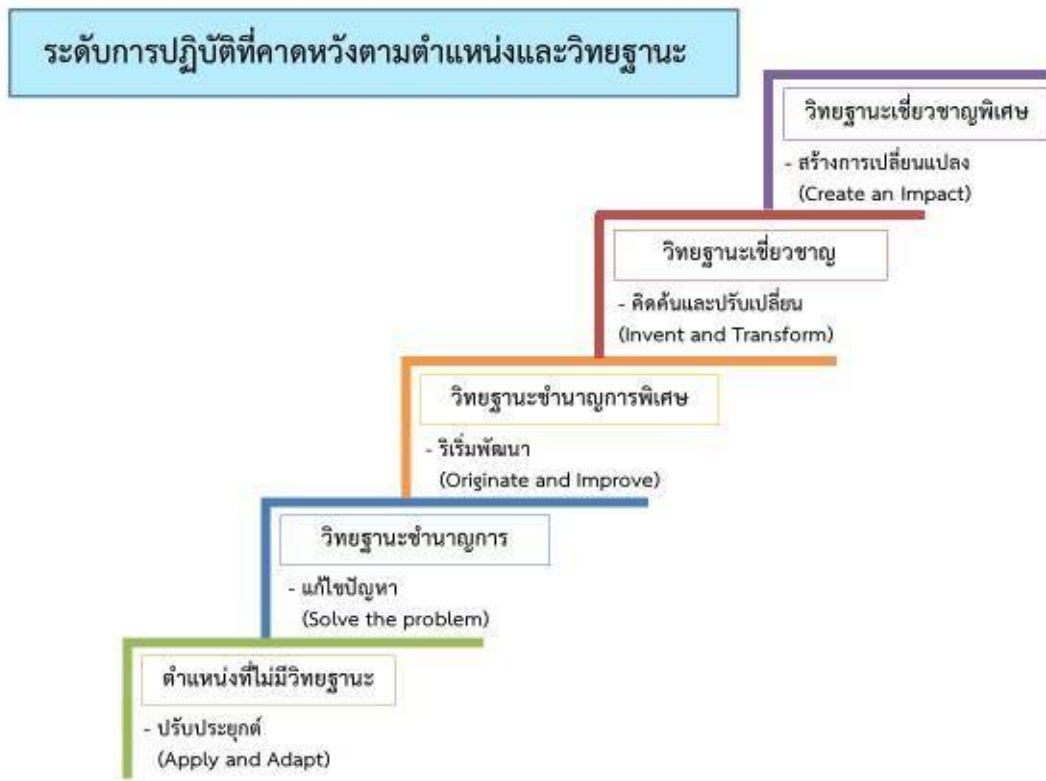 ระดับการปฏิบัติที่คาดหวังตามตำแหน่งและวิทยฐานะ
วิทยฐานะเชี่ยวชาญพิเศษ
- สร้างการเปลี่ยนแปลง
(Create an Impact)
วิทยฐานะเชี่ยวชาญ
- คิดค้นและปรับเปลี่ยน
(Invent and Transform)
วิทยฐานะชำนาญการพิเศษ
- ริเริ่มพัฒนา
(Originate and Improve)
วิทยฐานะชำนาญการ
- แก้ไขปัญหา
(Solve the problem)
ตำแหน่งที่ไม่มีวิทยฐานะ
- ปรับประยุกต์
(Apply and Adapt)